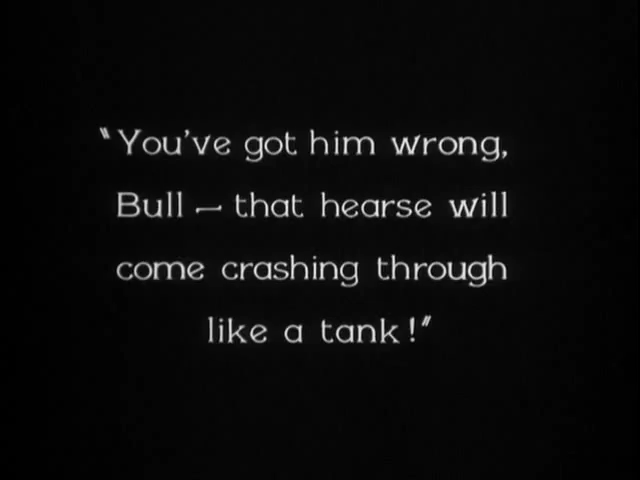 "You've got him wrong,
Bull — that hearse will
come crashing through
like a tank!"